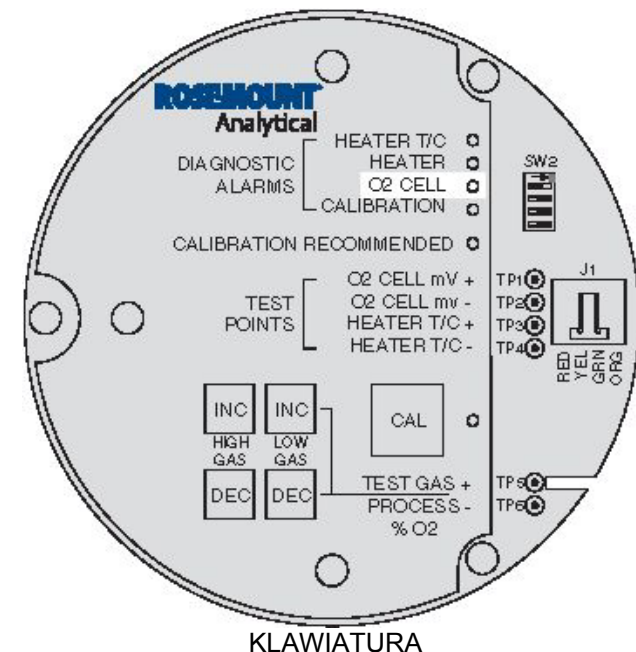 ROSEMOUNT
Analytical
DIAGNOSTIC
ALARMS
HEATER T/C
HEATER
O2 CELL
CALIBRATION
CALIBRATION RECOMMENDED
SW2
TEST
POINTS
O2 CELL mV + TP1
O2 CELL mv - TP2
HEATER T/C + TP3
HEATER T/C - TP4
J1
RED
YEL
GRN
ORG
INC INC
HIGH GAS
LOW GAS
DEC DEC
CAL
TEST GAS + TP5
PROCESS - TP6
% O2
KLAWIATURA